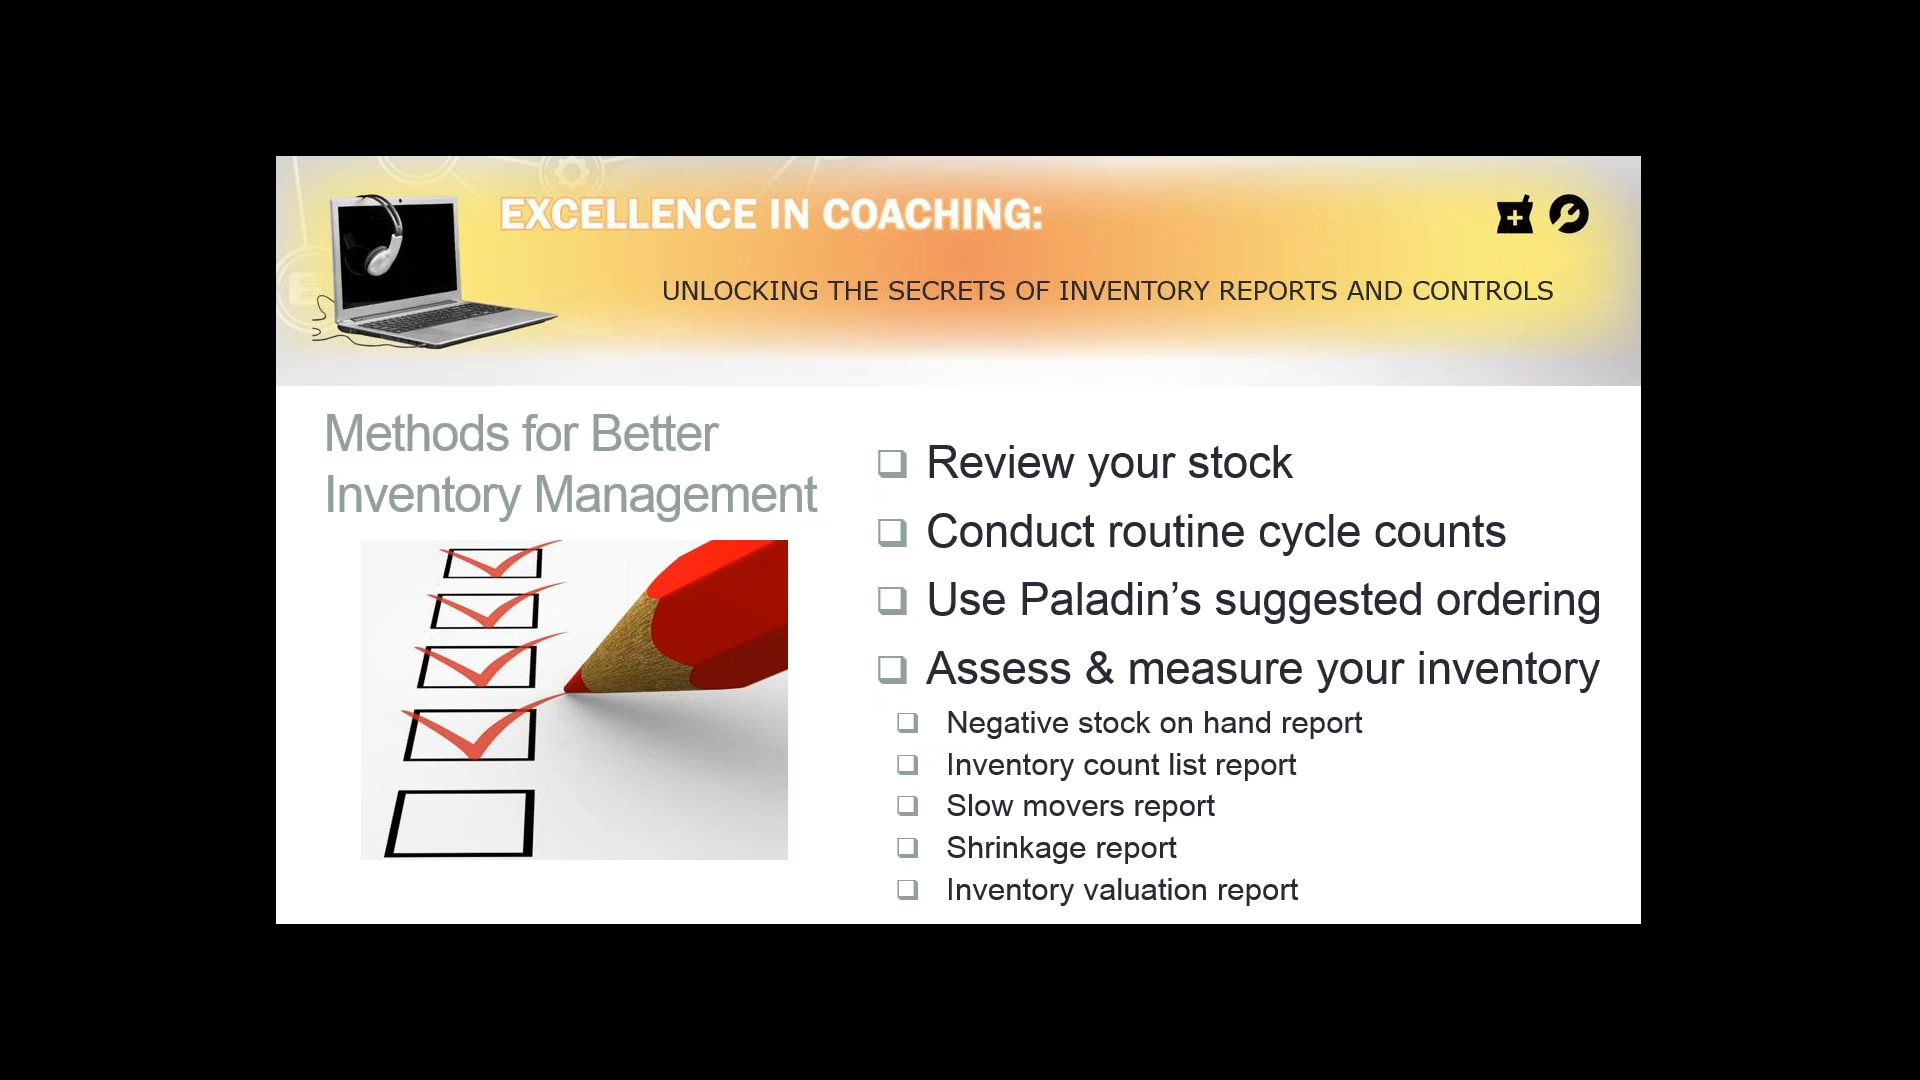 EXCELLENCE IN COACHING:
UNLOCKING THE SECRETS OF INVENTORY REPORTS AND CONTROLS
Methods for Better
Inventory Management
Review your stock
Conduct routine cycle counts
Use Paladin’s suggested ordering
Assess & measure your inventory
Negative stock on hand report
Inventory count list report
Slow movers report
Shrinkage report
Inventory valuation report